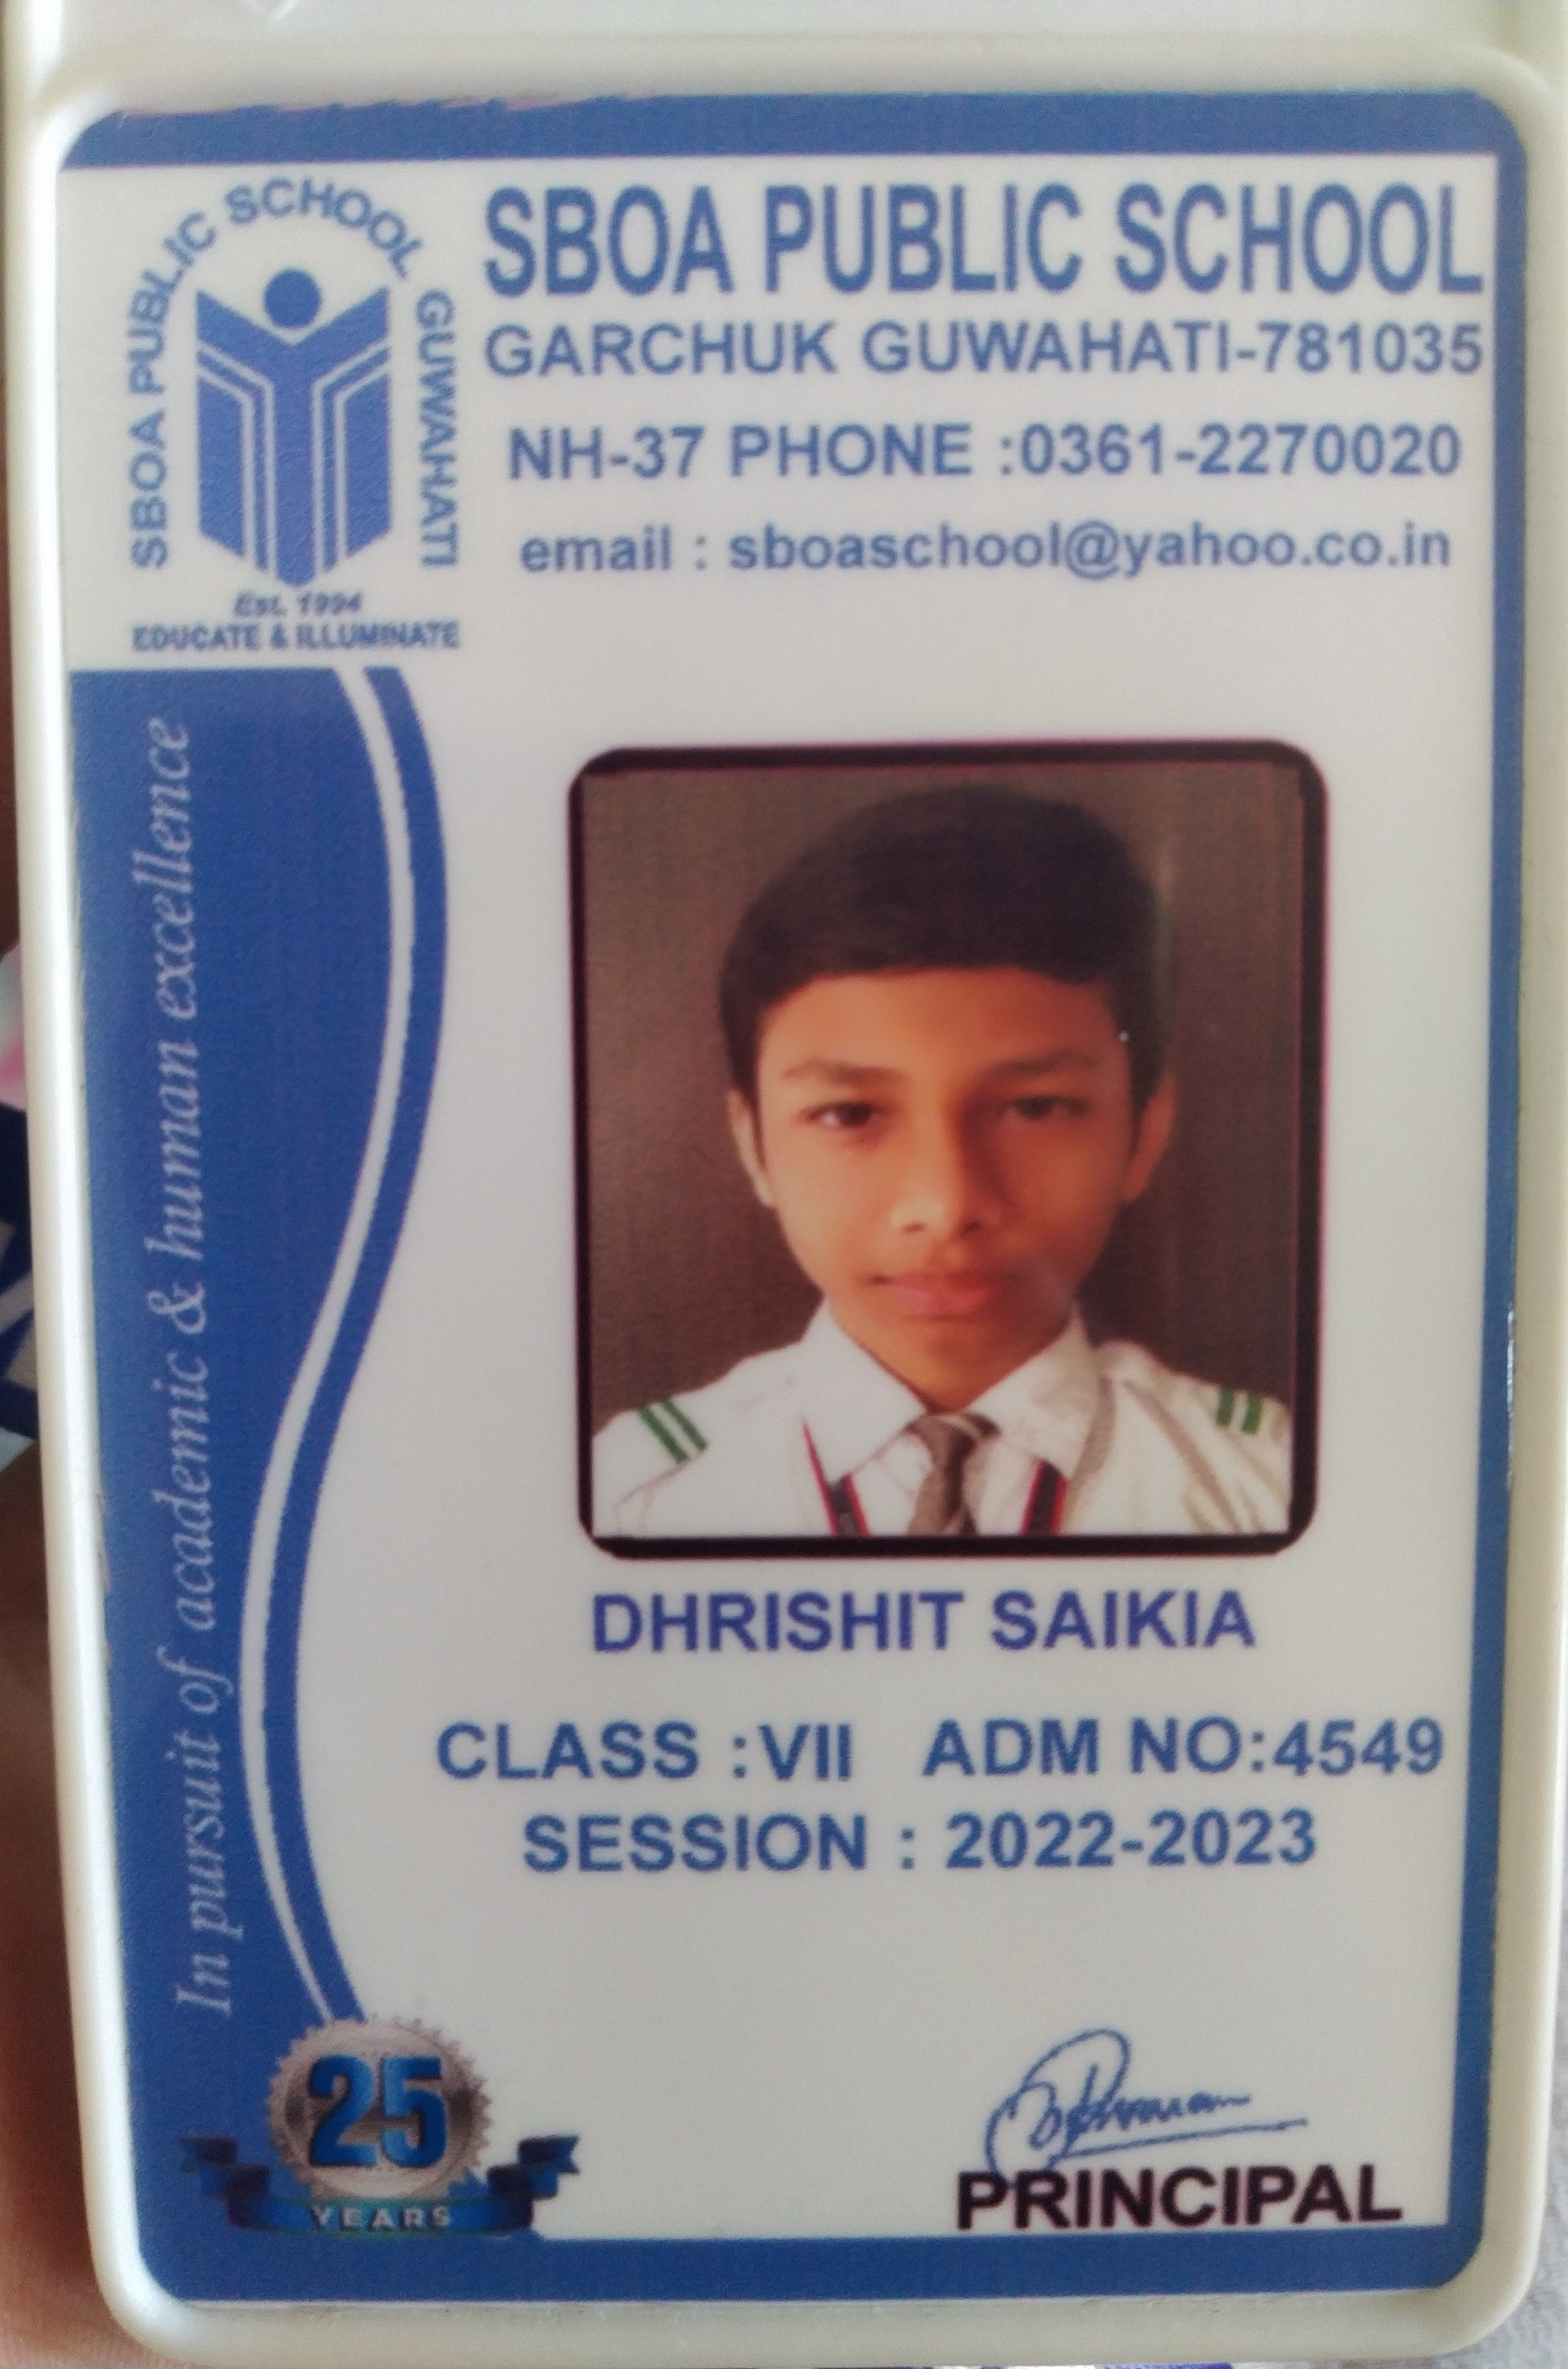 SBOA PUBLIC SCHOOL GUWAHATI
Est. 1994
EDUCATE & ILLUMINATE
SBOA PUBLIC SCHOOL
GARCHUK GUWAHATI-781035
NH-37 PHONE :0361-2270020
email : sboaschool@yahoo.co.in
In pursuit of academic & human excellence
DHRISHIT SAIKIA
CLASS :VII ADM NO:4549
SESSION : 2022-2023
25
YEARS
PRINCIPAL